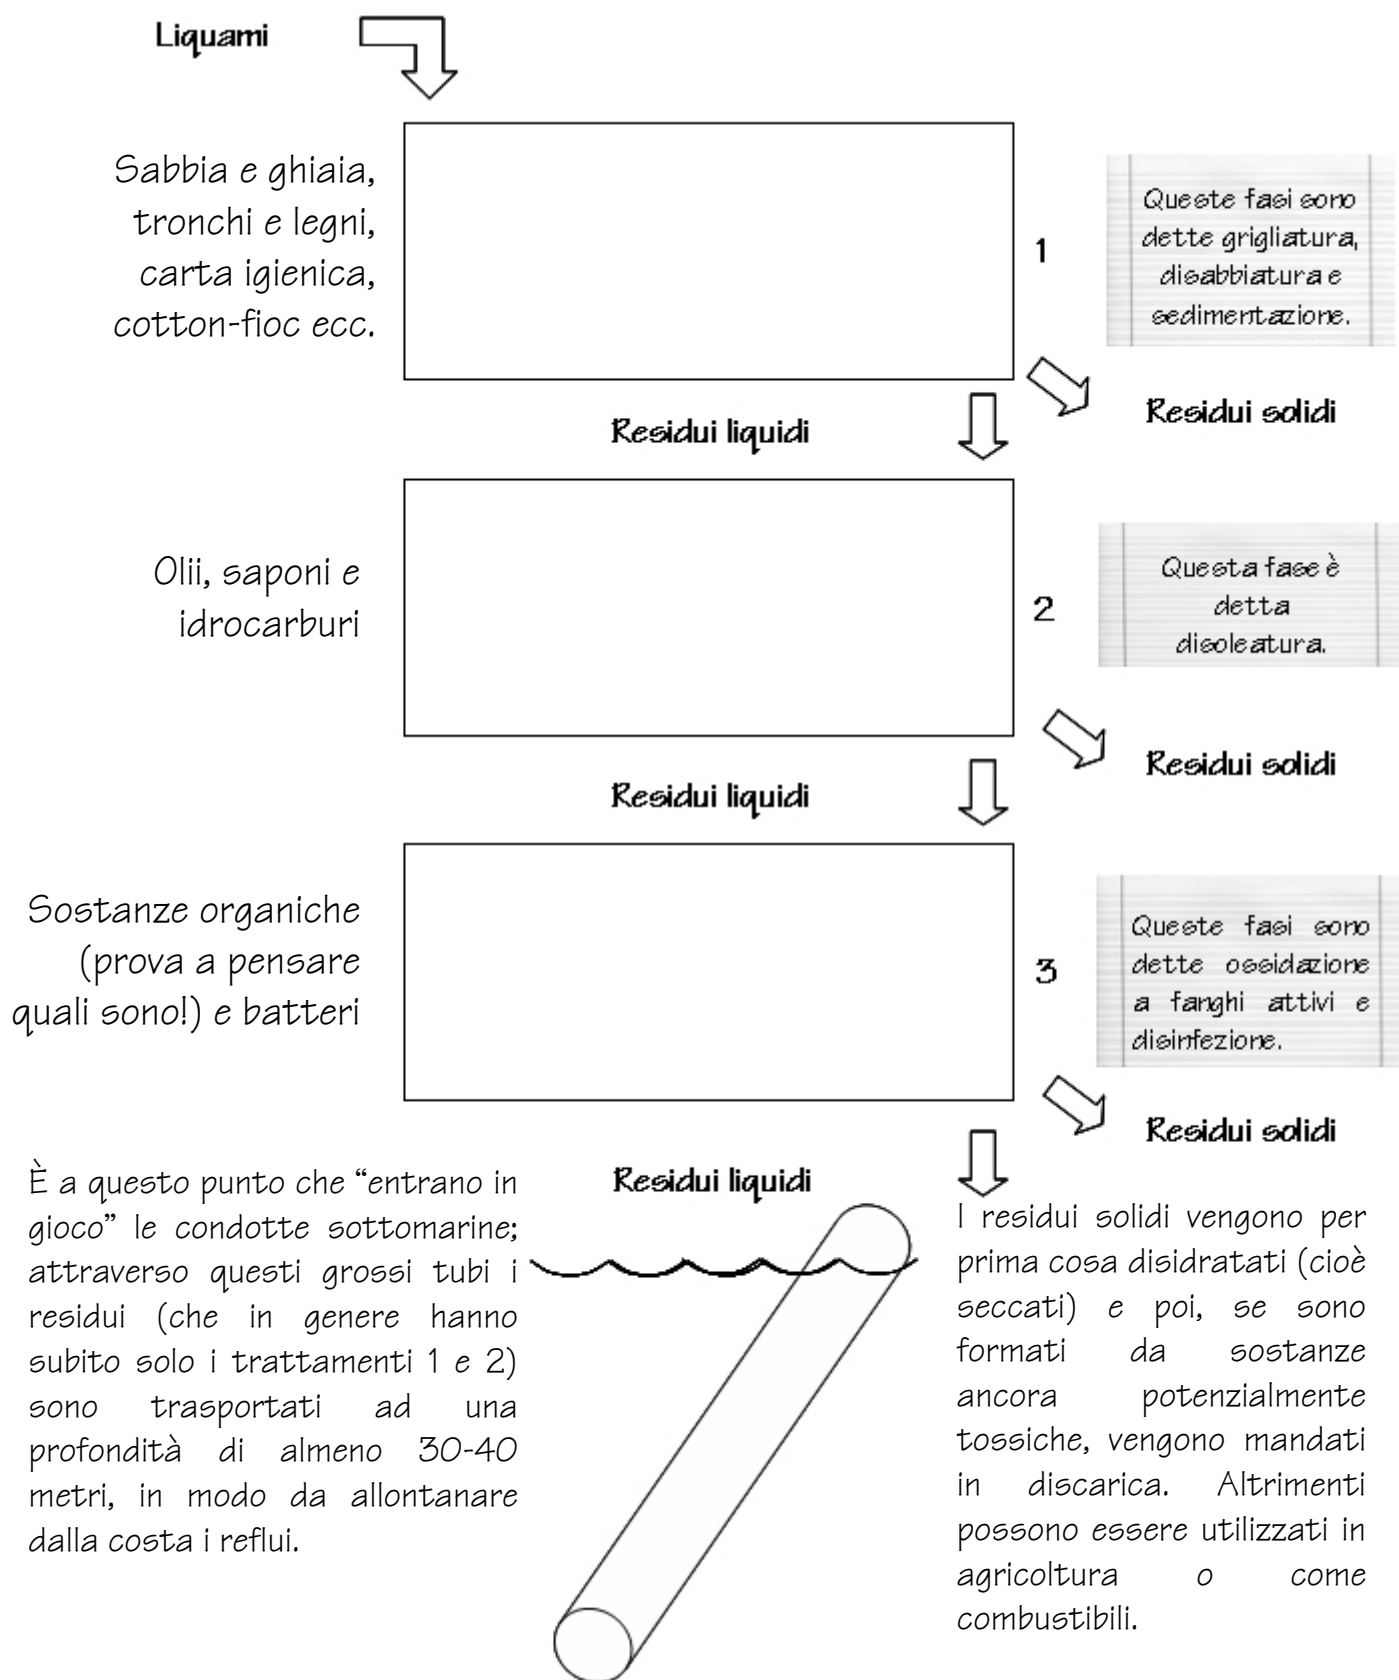 Liquami
Sabbia e ghiaia,
tronchi e legni,
carta igienica,
cotton-fioc ecc.
1
Queste fasi sono
dette grigliatura,
disabbiatura e
sedimentazione.
Residui liquidi
Residui solidi
Olii, saponi e
idrocarburi
2
Questa fase è
detta
disoleatura.
Residui liquidi
Residui solidi
Sostanze organiche
(prova a pensare
quali sono!) e batteri
3
Queste fasi sono
dette ossidazione
a fanghi attivi e
disinfezione.
Residui solidi
Residui liquidi
È a questo punto che “entrano in
gioco” le condotte sottomarine;
attraverso questi grossi tubi i
residui (che in genere hanno
subito solo i trattamenti 1 e 2)
sono trasportati ad una
profondità di almeno 30-40
metri, in modo da allontanare
dalla costa i reflui.
I residui solidi vengono per
prima cosa disidratati (cioè
seccati) e poi, se sono
formati da sostanze
ancora potenzialmente
tossiche, vengono mandati
in discarica. Altrimenti
possono essere utilizzati in
agricoltura o come
combustibili.